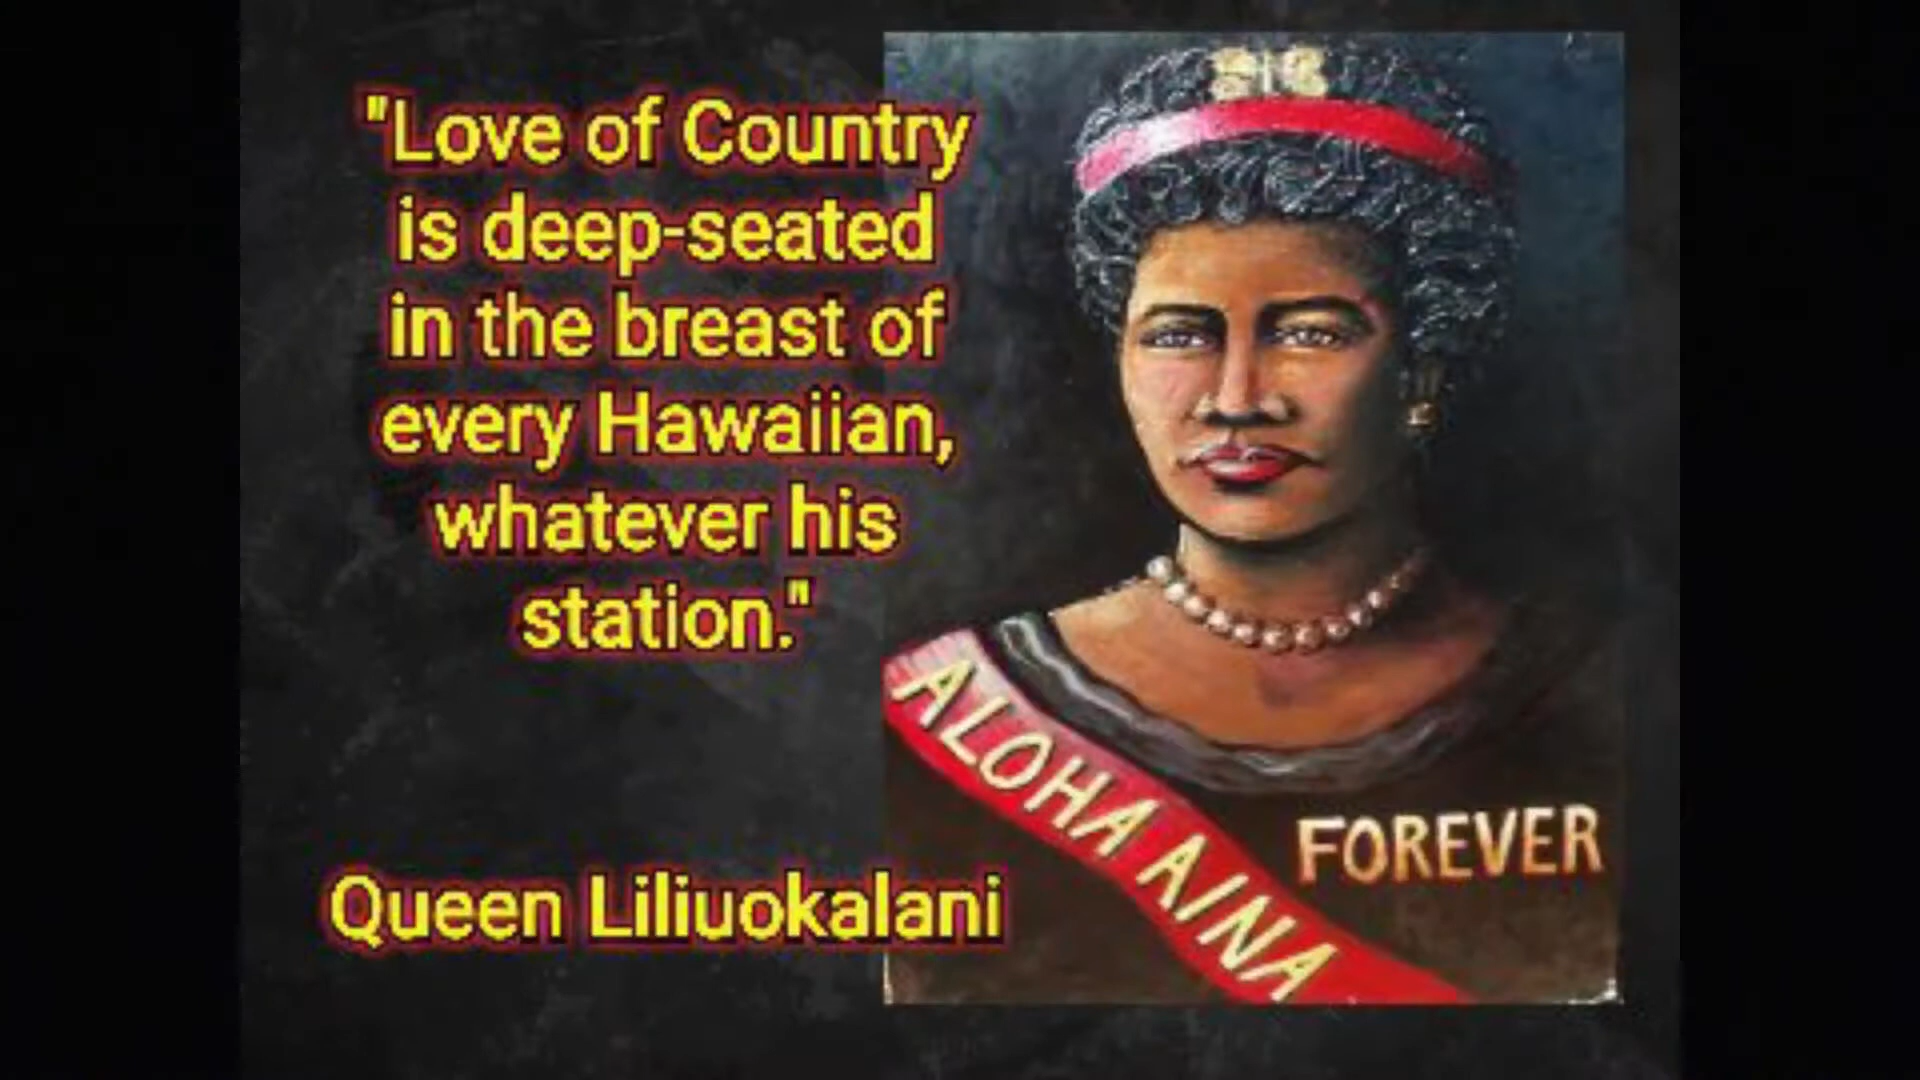 "Love of Country
is deep-seated
in the breast of
every Hawaiian,
whatever his
station."
Queen Liliuokalani
ALOHA AINA
FOREVER